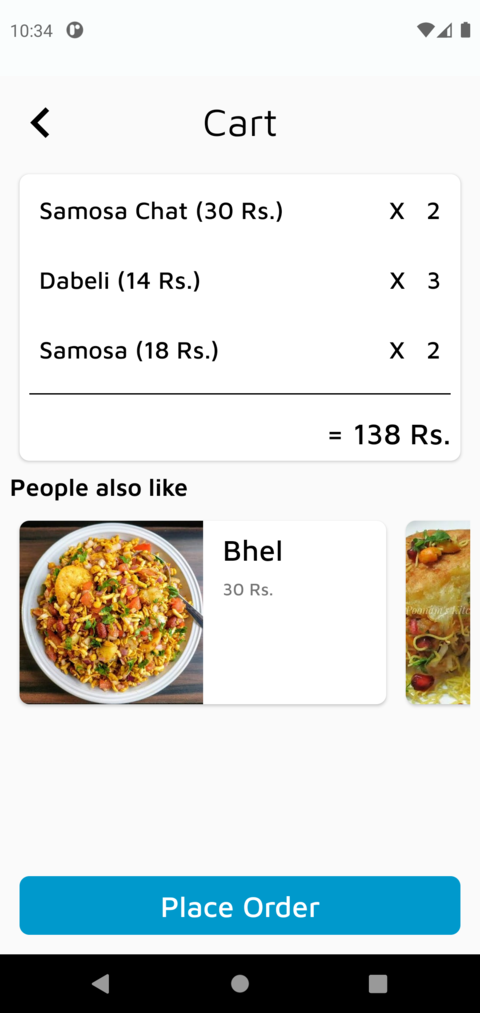 10:34
Cart
Samosa Chat (30 Rs.) X 2
Dabeli (14 Rs.) X 3
Samosa (18 Rs.) X 2
= 138 Rs.
People also like
Bhel
30 Rs.
Place Order